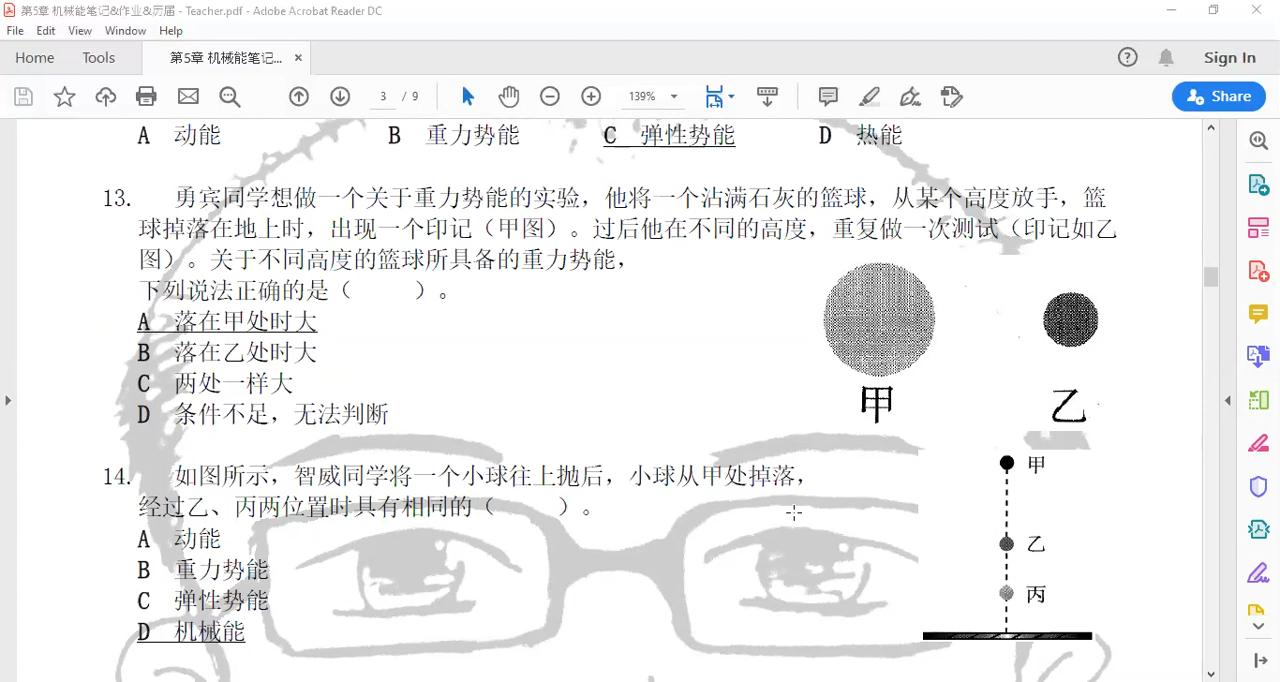 第5章 机械能笔记&作业&历届 - Teacher.pdf - Adobe Acrobat Reader DC
File Edit View Window Help
Home Tools 第5章 机械能笔记... × Sign In
3 / 9 139% Share
A 动能 B 重力势能 C 弹性势能 D 热能
13. 勇宾同学想做一个关于重力势能的实验，他将一个沾满石灰的篮球，从某个高度放手，篮
球掉落在地上时，出现一个印记（甲图）。过后他在不同的高度，重复做一次测试（印记如乙
图）。关于不同高度的篮球所具备的重力势能，
下列说法正确的是（ ）。
A 落在甲处时大
B 落在乙处时大
C 两处一样大
D 条件不足，无法判断
甲 乙
14. 如图所示，智威同学将一个小球往上抛后，小球从甲处掉落，
经过乙、丙两位置时具有相同的（ ）。
A 动能
B 重力势能
C 弹性势能
D 机械能
甲
乙
丙